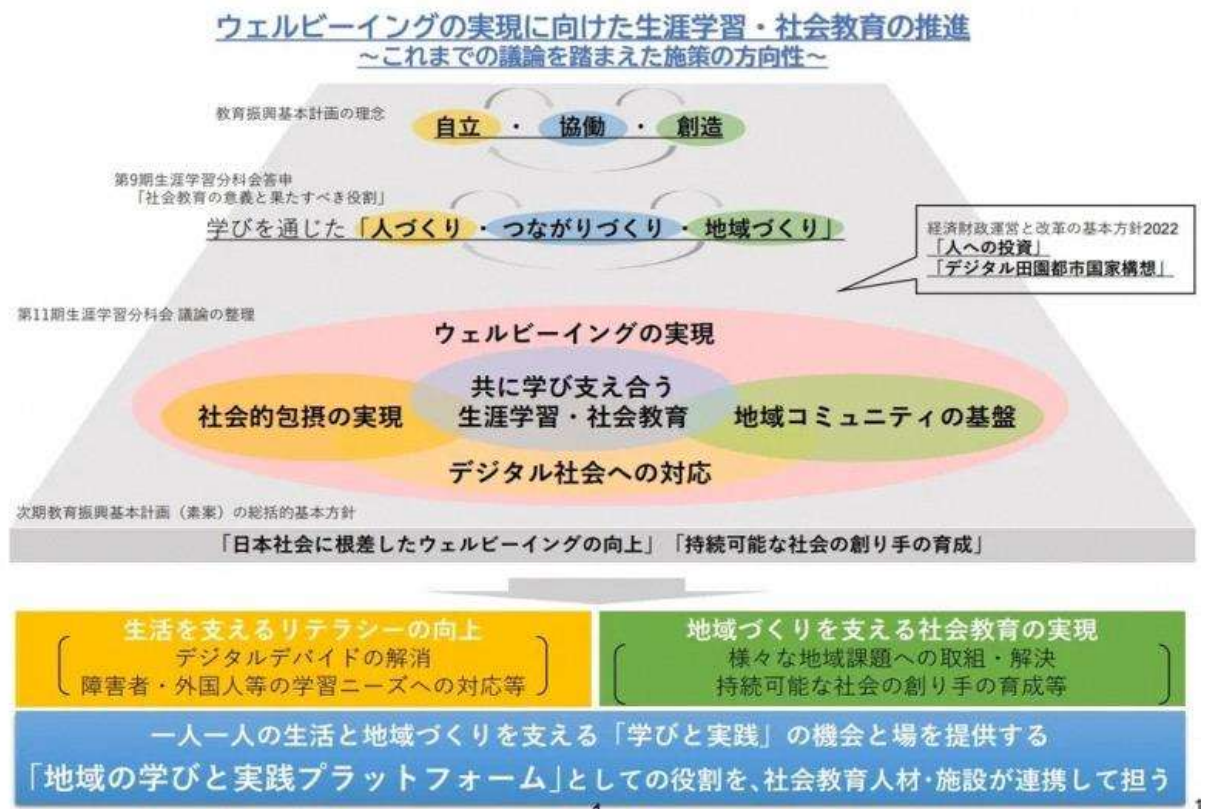 ウェルビーイングの実現に向けた生涯学習・社会教育の推進
～これまでの議論を踏まえた施策の方向性～
教育振興基本計画の理念
自立・協働・創造
第9期生涯学習分科会答申
「社会教育の意義と果たすべき役割」
学びを通じた「人づくり・つながりづくり・地域づくり」
経済財政運営と改革の基本方針2022
「人への投資」
「デジタル田園都市国家構想」
第11期生涯学習分科会 議論の整理
ウェルビーイングの実現
社会的包摂の実現
共に学び支え合う
生涯学習・社会教育
地域コミュニティの基盤
デジタル社会への対応
次期教育振興基本計画（素案）の総括的基本方針
「日本社会に根差したウェルビーイングの向上」「持続可能な社会の創り手の育成」
生活を支えるリテラシーの向上
デジタルデバイドの解消
障害者・外国人等の学習ニーズへの対応等
地域づくりを支える社会教育の実現
様々な地域課題への取組・解決
持続可能な社会の創り手の育成等
一人一人の生活と地域づくりを支える「学びと実践」の機会と場を提供する
「地域の学びと実践プラットフォーム」としての役割を、社会教育人材・施設が連携して担う
1